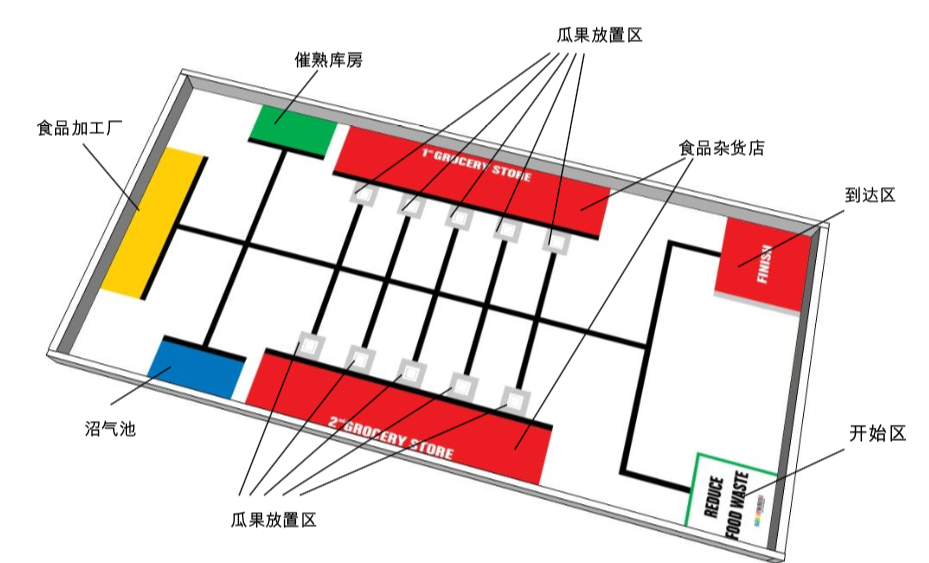 瓜果放置区
催熟库房
食品加工厂
1ST GROCERY STORE
食品杂货店
到达区
FINISH
沼气池
2ND GROCERY STORE
开始区
REDUCE
FOOD WASTE
瓜果放置区